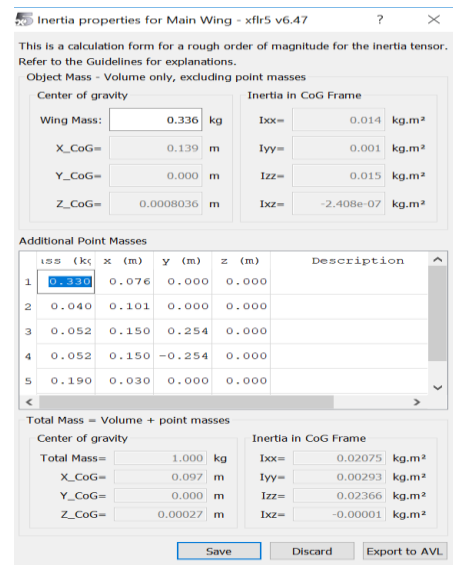 Inertia properties for Main Wing - xflr5 v6.47 ? ×
This is a calculation form for a rough order of magnitude for the inertia tensor.
Refer to the Guidelines for explanations.
Object Mass - Volume only, excluding point masses
Center of gravity Inertia in CoG Frame
Wing Mass: 0.336 kg Ixx= 0.014 kg.m²
X_CoG= 0.139 m Iyy= 0.001 kg.m²
Y_CoG= 0.000 m Izz= 0.015 kg.m²
Z_CoG= 0.0008036 m Ixz= -2.408e-07 kg.m²
Additional Point Masses
ass (kg x (m) y (m) z (m) Description
1 0.330 0.076 0.000 0.000
2 0.040 0.101 0.000 0.000
3 0.052 0.150 0.254 0.000
4 0.052 0.150 -0.254 0.000
5 0.190 0.030 0.000 0.000
Total Mass = Volume + point masses
Center of gravity Inertia in CoG Frame
Total Mass= 1.000 kg Ixx= 0.02075 kg.m²
X_CoG= 0.097 m Iyy= 0.00293 kg.m²
Y_CoG= 0.000 m Izz= 0.02366 kg.m²
Z_CoG= 0.00027 m Ixz= -0.00001 kg.m²
Save Discard Export to AVL